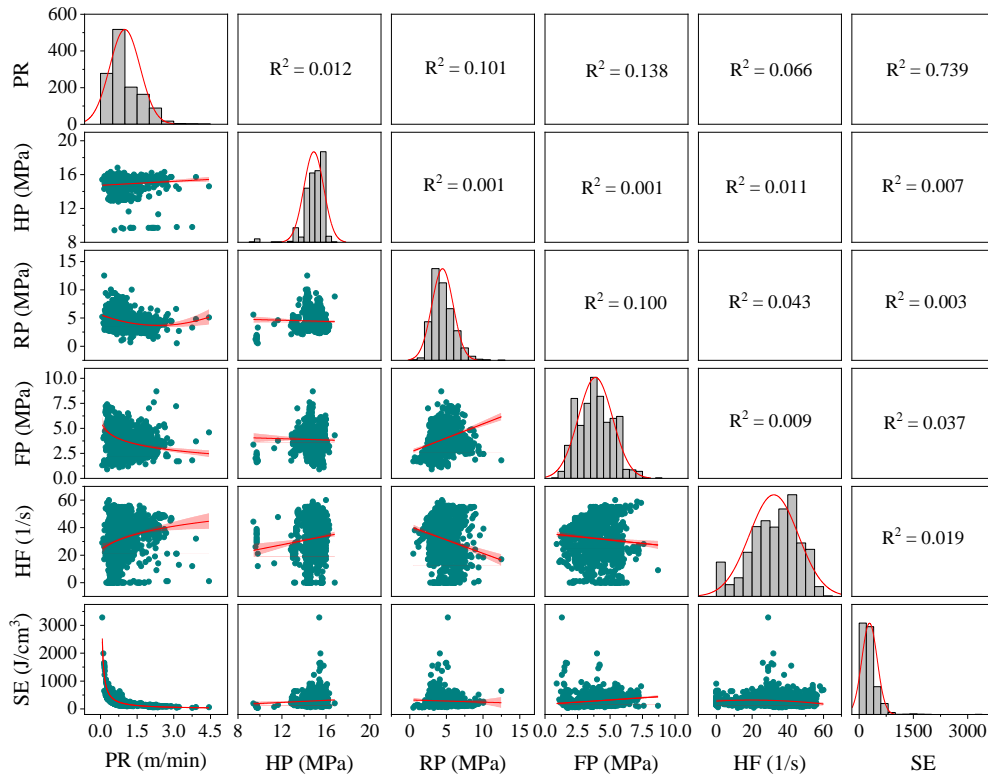 600
400
200
0
PR
R² = 0.012
R² = 0.101
R² = 0.138
R² = 0.066
R² = 0.739
20
16
12
8
HP (MPa)
R² = 0.001
R² = 0.001
R² = 0.011
R² = 0.007
15
10
5
0
RP (MPa)
R² = 0.100
R² = 0.043
R² = 0.003
10.0
7.5
5.0
2.5
0.0
FP (MPa)
R² = 0.009
R² = 0.037
60
40
20
0
HF (1/s)
R² = 0.019
3000
2000
1000
0
SE (J/cm³)
0.0 1.5 3.0 4.5
8 12 16 20
0 5 10
0.0 2.5 5.0 7.5 10.0
0 20 40 60
0 1500 3000
PR (m/min) HP (MPa) RP (MPa) FP (MPa) HF (1/s) SE